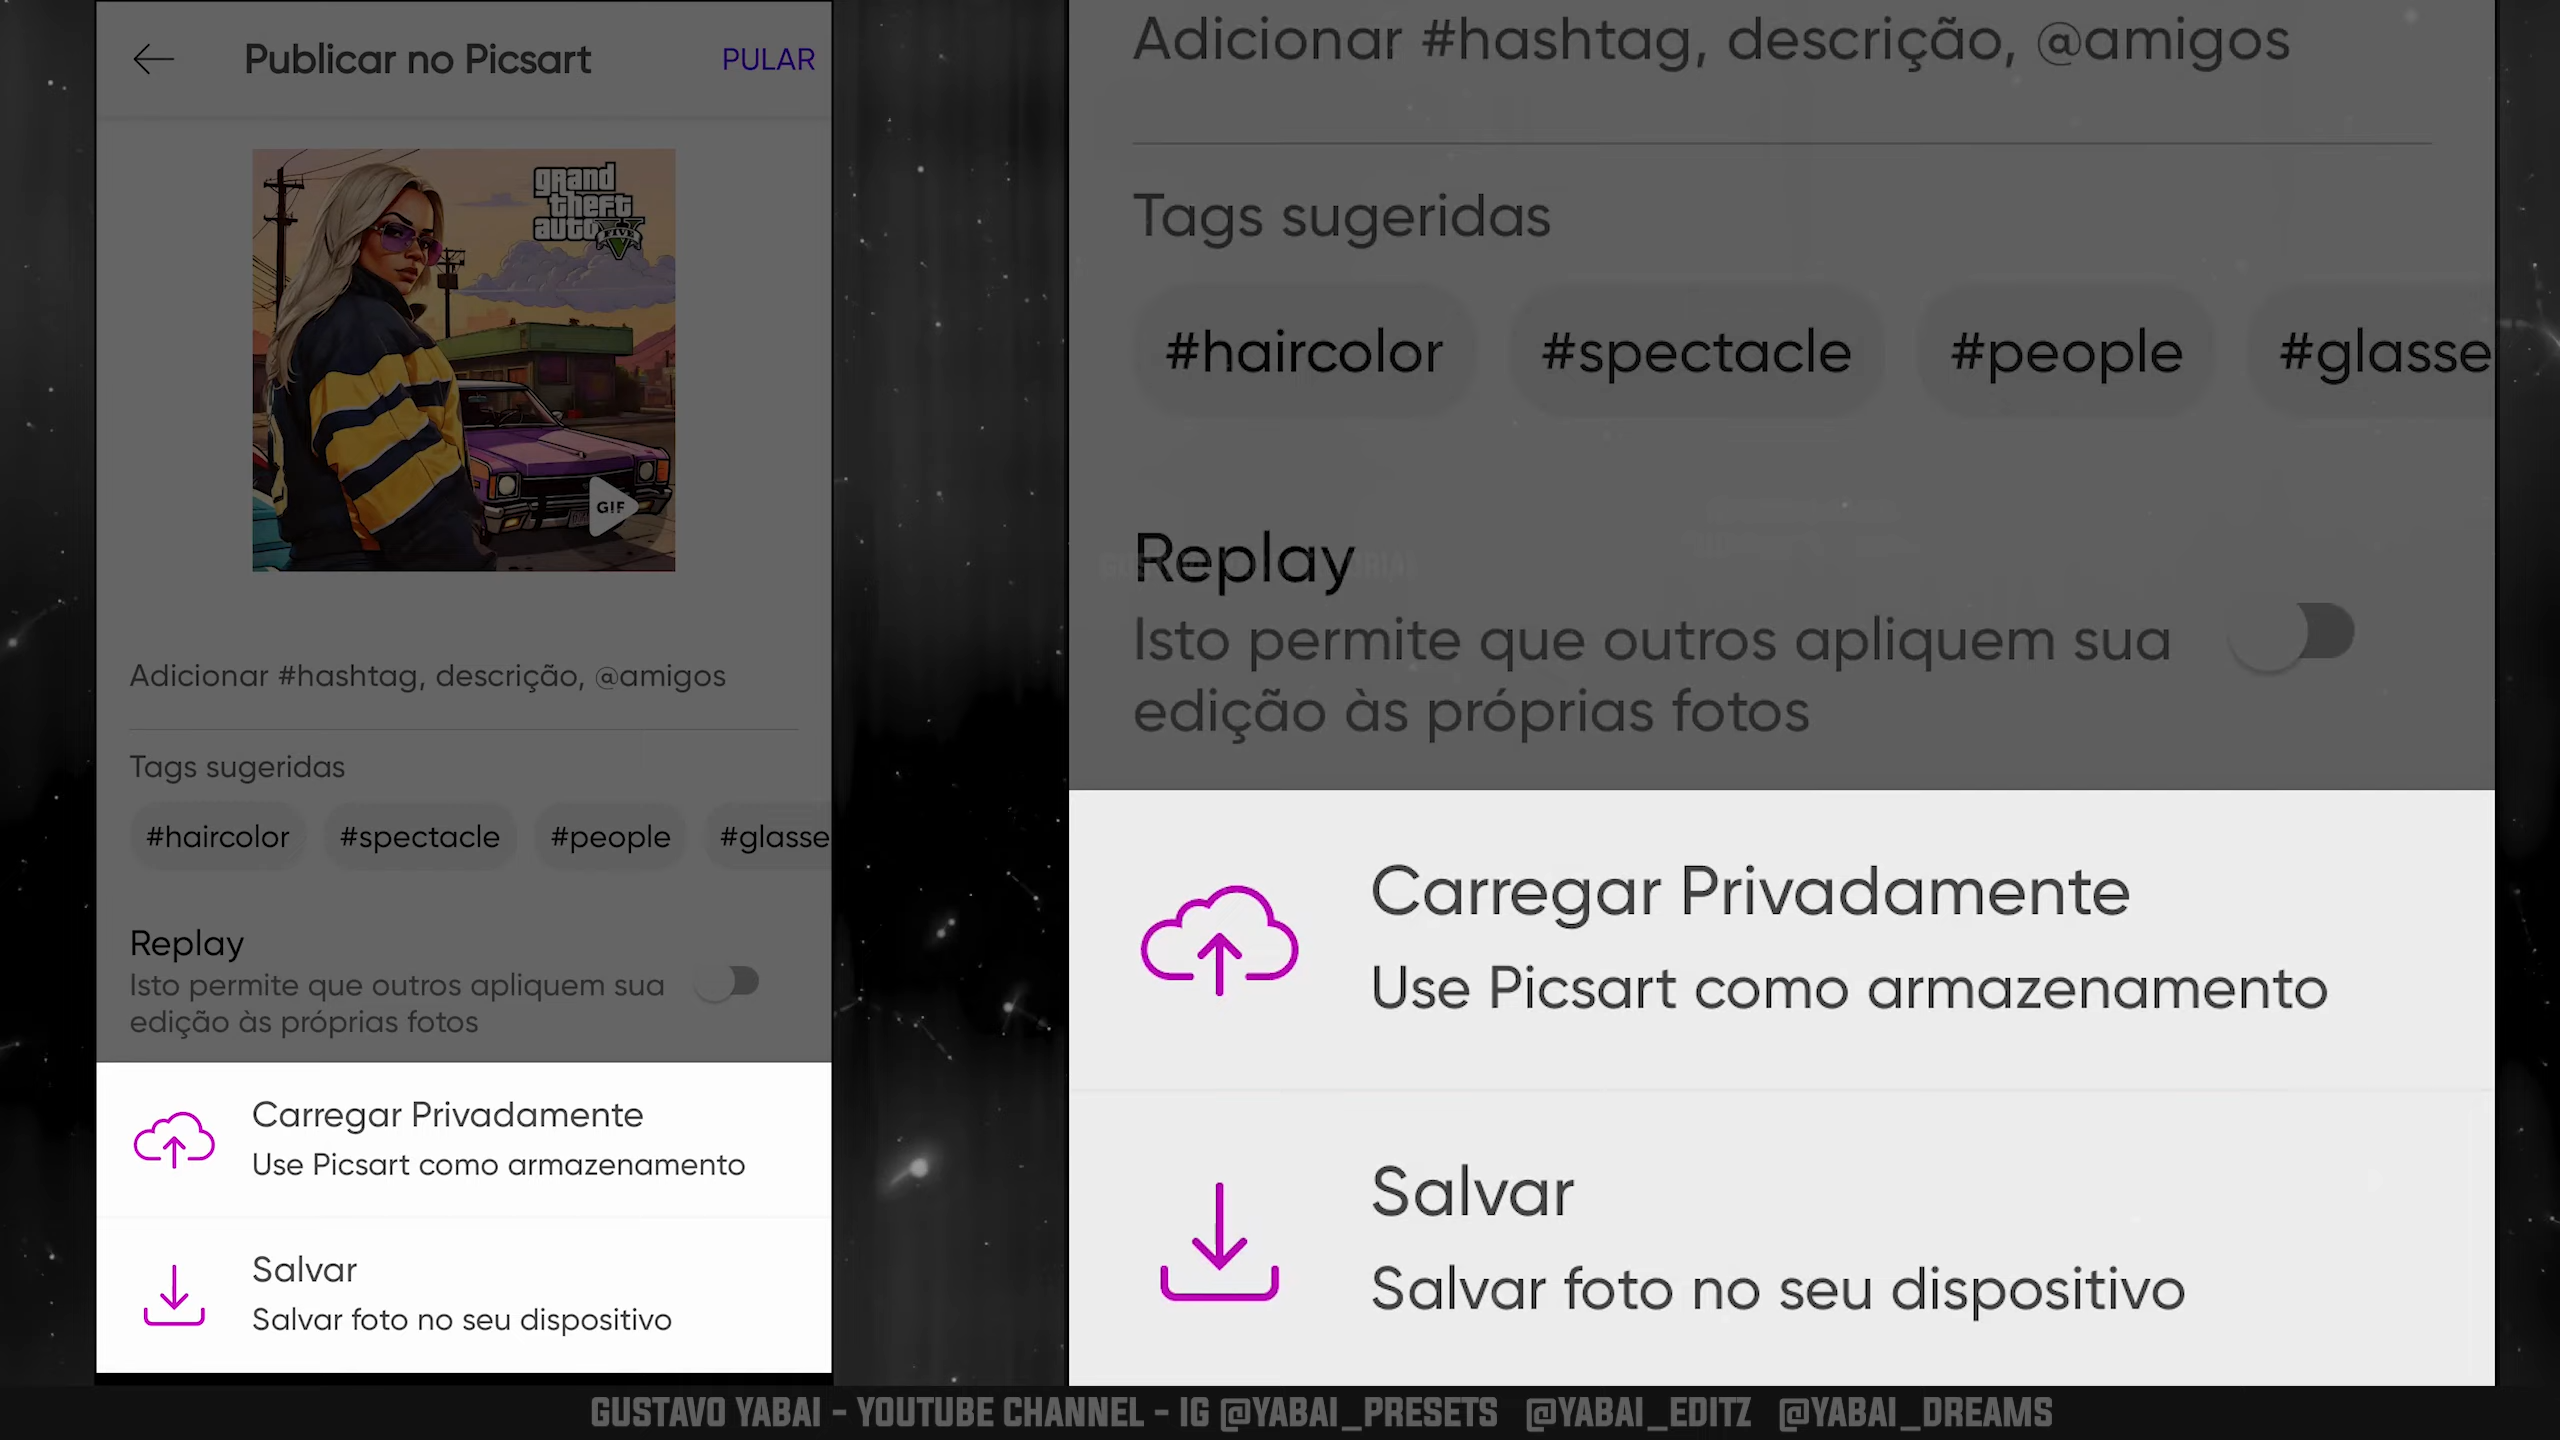 Publicar no Picsart
PULAR
grand
theft
auto
FIVE
GIF
Adicionar #hashtag, descrição, @amigos
Tags sugeridas
#haircolor #spectacle #people #glasse
Replay
Isto permite que outros apliquem sua
edição às próprias fotos
Carregar Privadamente
Use Picsart como armazenamento
Salvar
Salvar foto no seu dispositivo
Adicionar #hashtag, descrição, @amigos
Tags sugeridas
#haircolor #spectacle #people #glasse
Replay
Isto permite que outros apliquem sua
edição às próprias fotos
Carregar Privadamente
Use Picsart como armazenamento
Salvar
Salvar foto no seu dispositivo
GUSTAVO YABAI - YOUTUBE CHANNEL - IG @YABAI_PRESETS @YABAI_EDITZ @YABAI_DREAMS